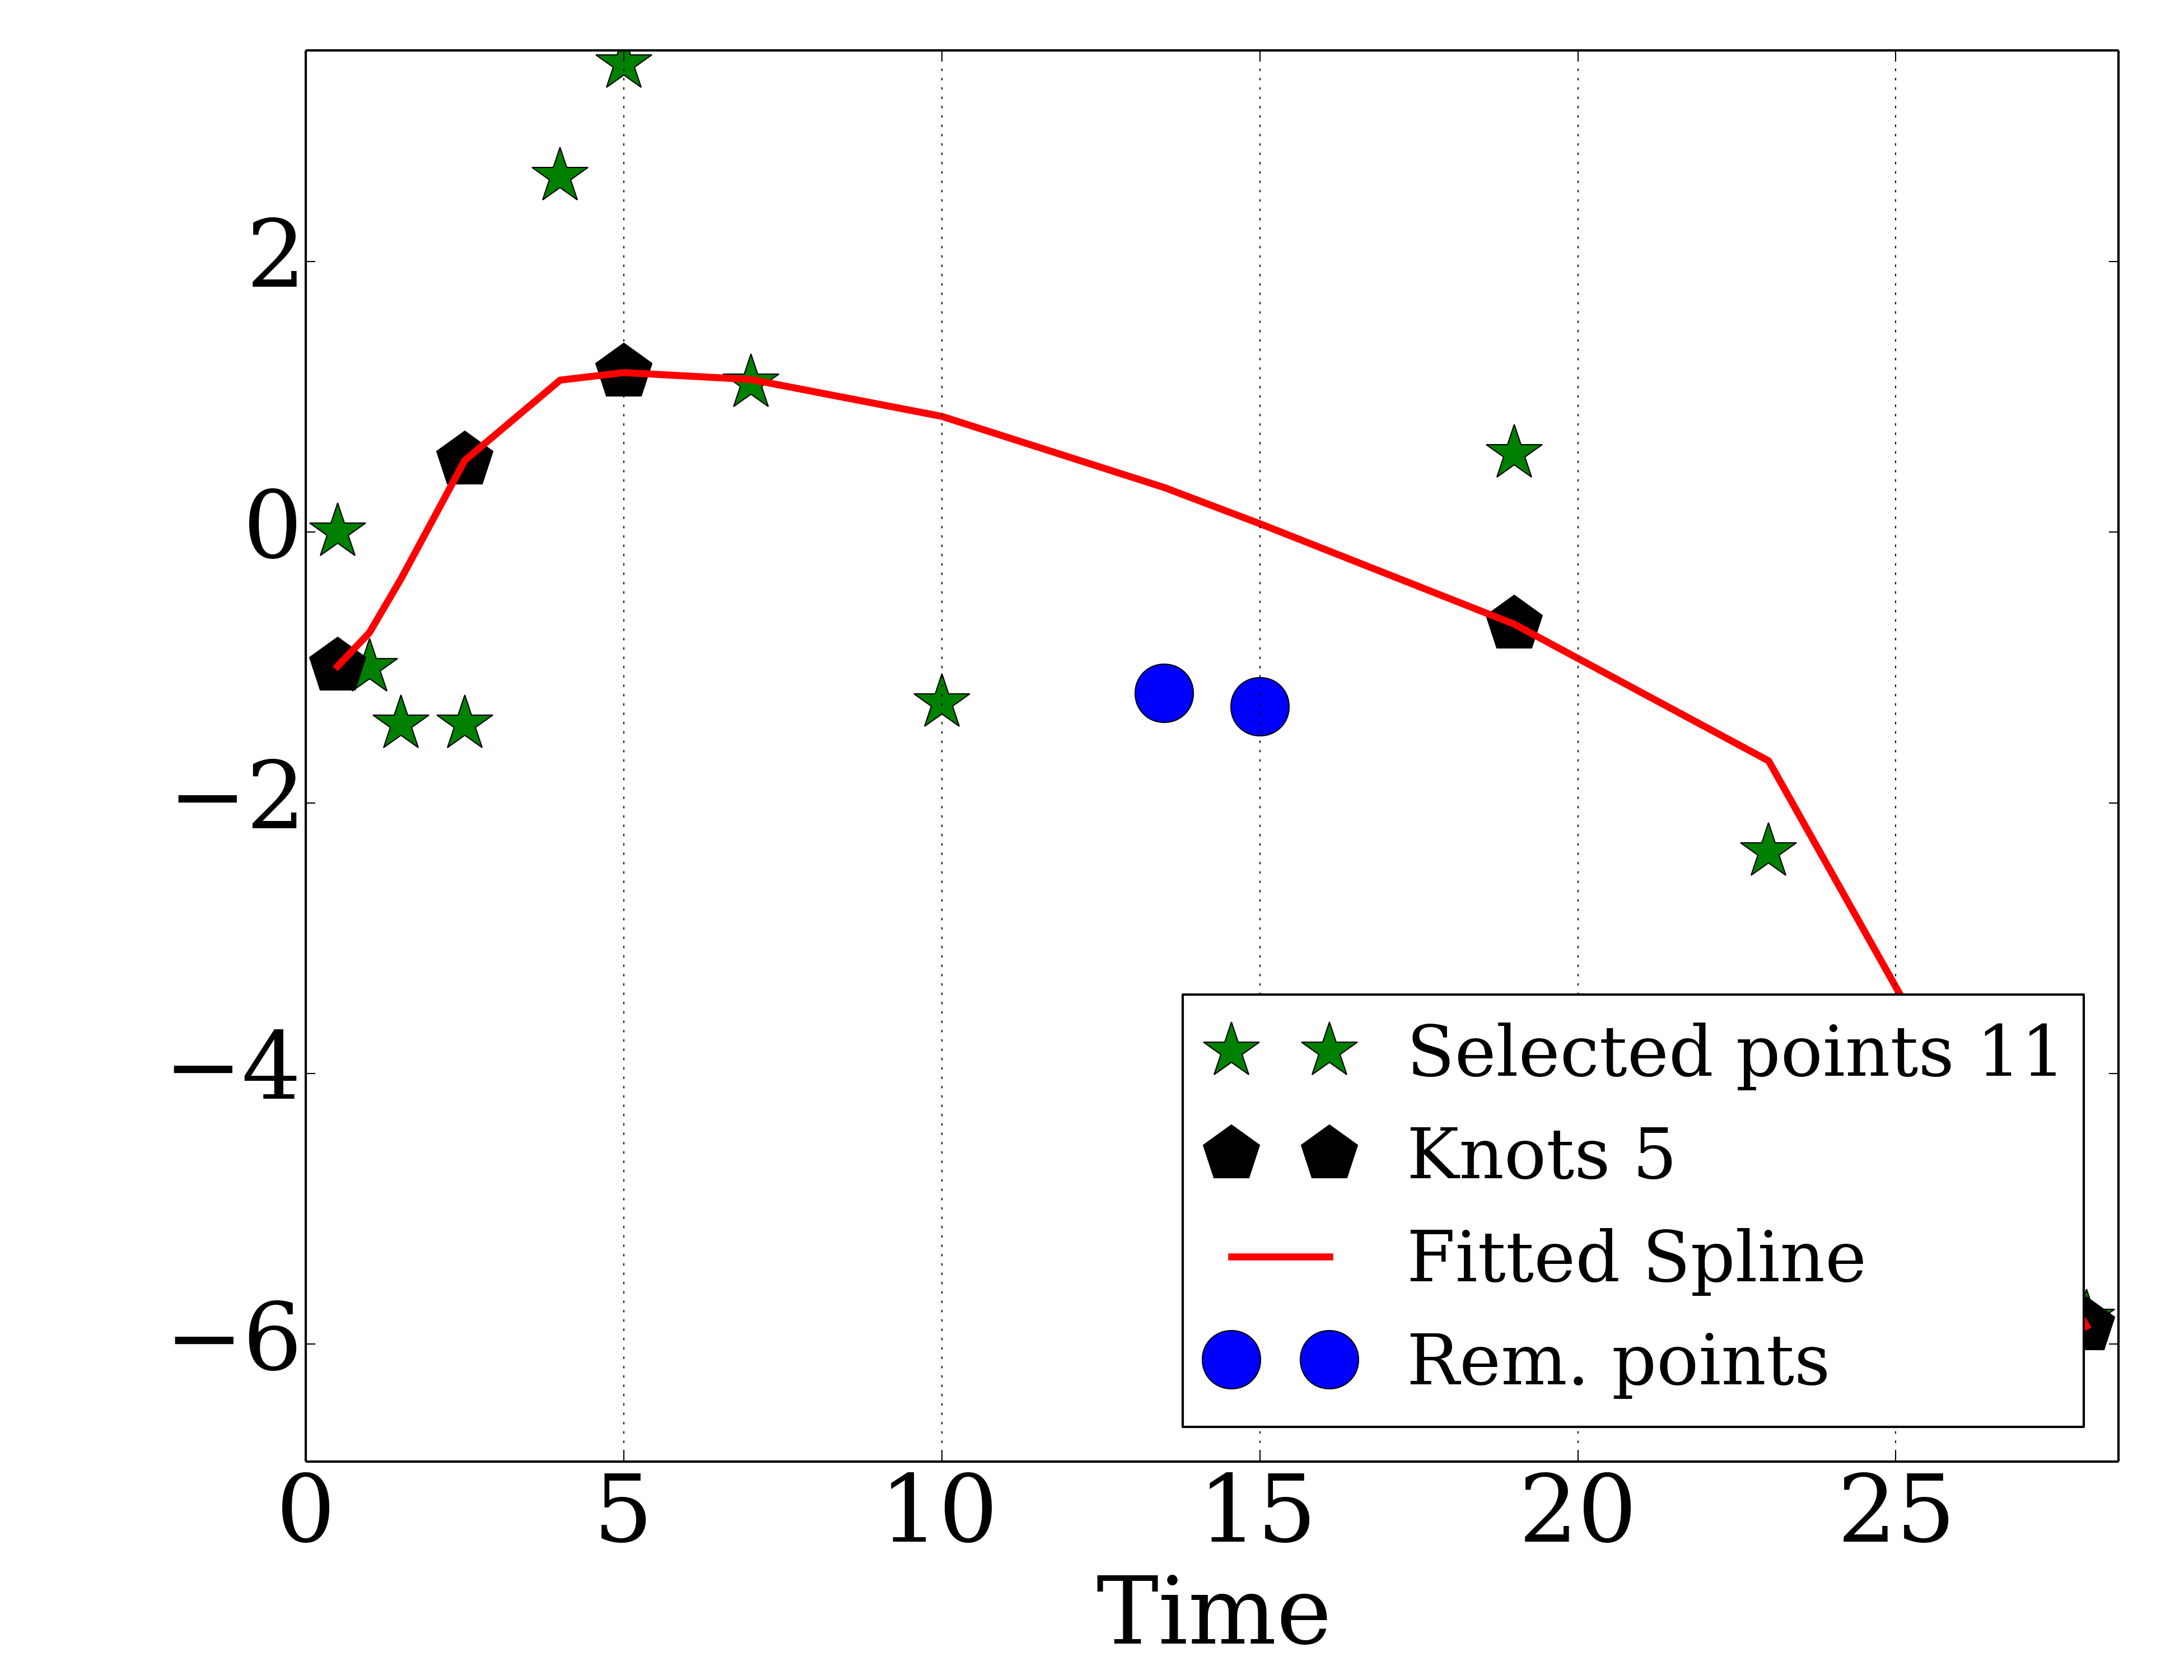 2
0
−2
−4
−6
0 5 10 15 20 25
Time
Selected points 11
Knots 5
Fitted Spline
Rem. points